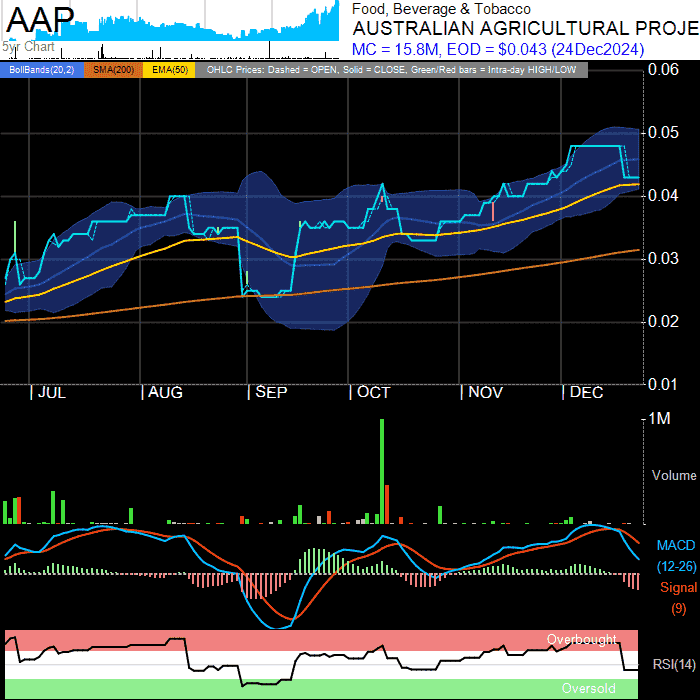 AAP
5yr Chart
Food, Beverage & Tobacco
AUSTRALIAN AGRICULTURAL PROJE
MC = 15.8M, EOD = $0.043 (24Dec2024)
BollBands(20,2) SMA(200) EMA(50) OHLC Prices: Dashed = OPEN, Solid = CLOSE, Green/Red bars = Intra-day HIGH/LOW
0.06
0.05
0.04
0.03
0.02
0.01
| JUL | AUG | SEP | OCT | NOV | DEC
1M
Volume
MACD
(12-26)
Signal
(9)
Overbought
RSI(14)
Oversold